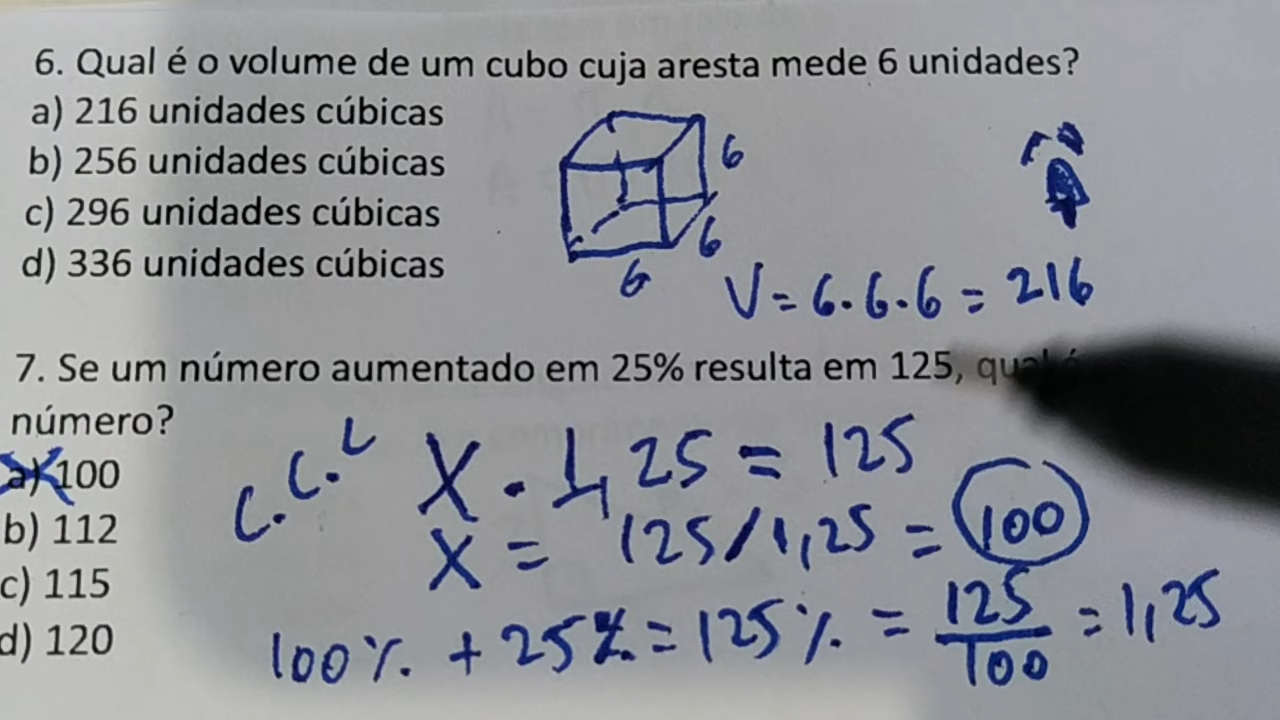 6. Qual é o volume de um cubo cuja aresta mede 6 unidades?
a) 216 unidades cúbicas
b) 256 unidades cúbicas
c) 296 unidades cúbicas
d) 336 unidades cúbicas
6
6
6
V = 6.6.6 = 216
7. Se um número aumentado em 25% resulta em 125, qual é
número?
a) 100
b) 112
c) 115
d) 120
X . 1,25 = 125
X = 125/1,25 = 100
100% + 25% = 125% = 125/100 = 1,25